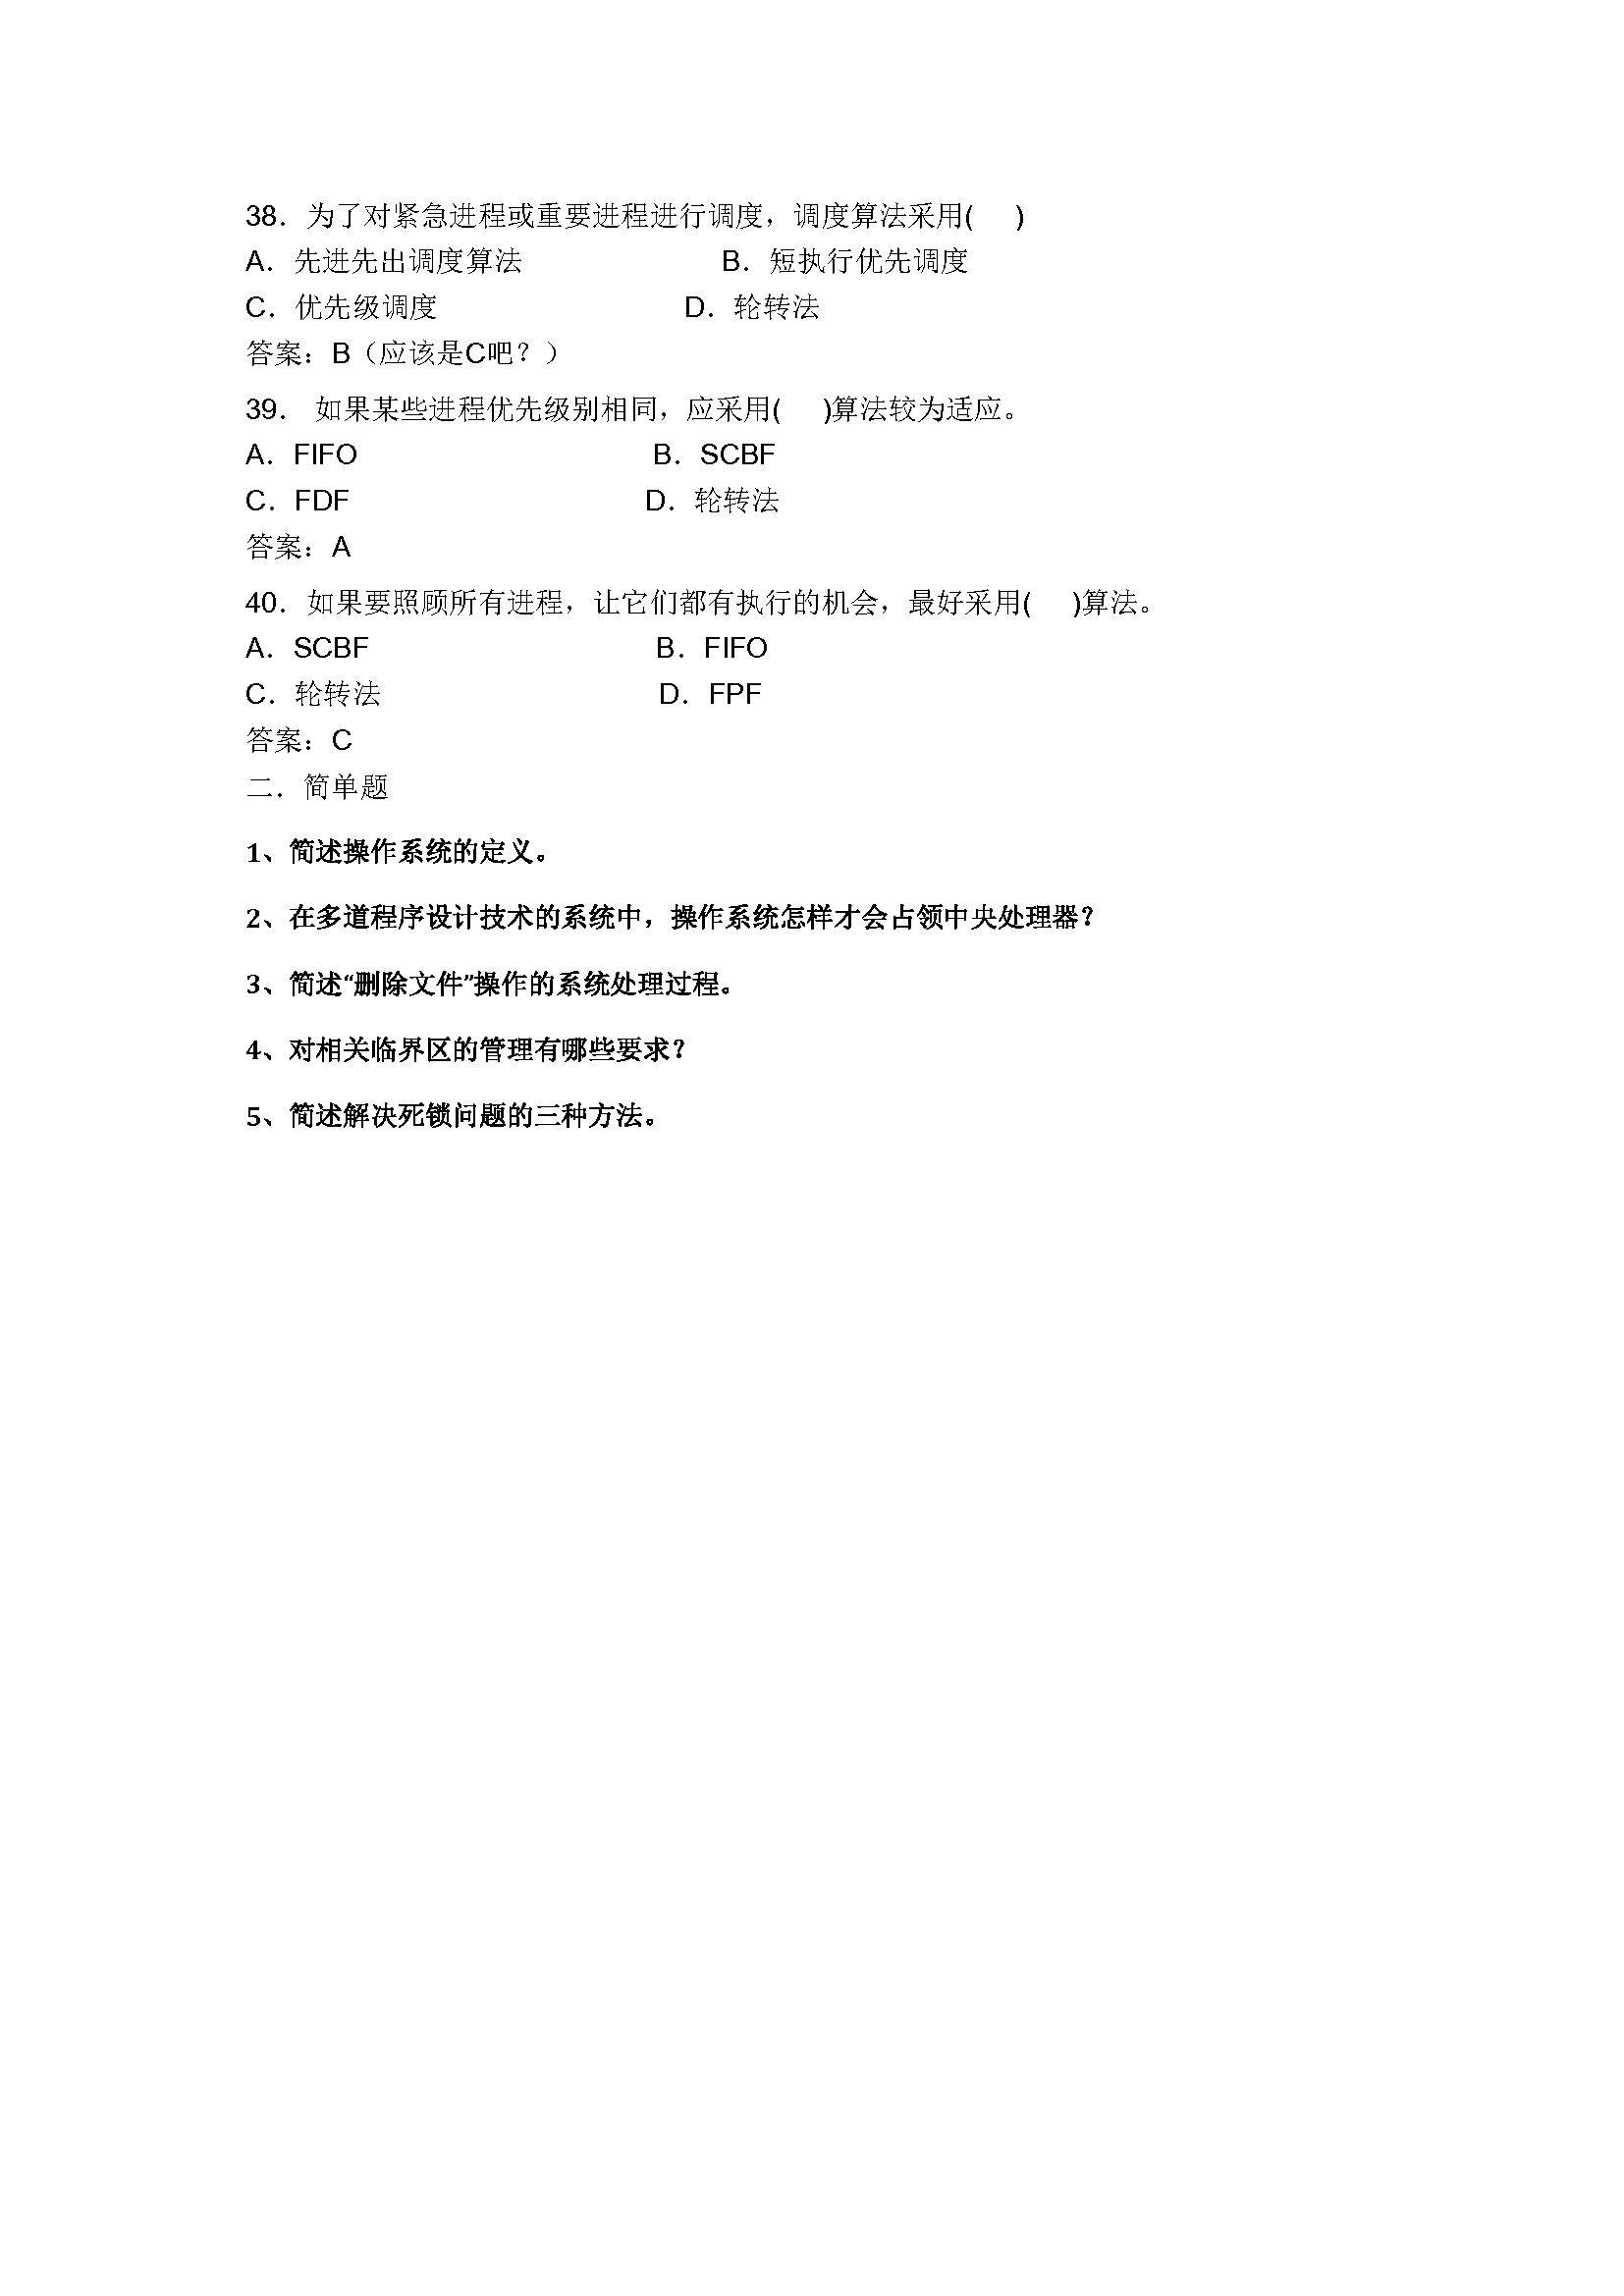 38．为了对紧急进程或重要进程进行调度，调度算法采用(　)
A．先进先出调度算法　　　　　B．短执行优先调度
C．优先级调度　　　　　D．轮转法
答案：B（应该是C吧？）
39． 如果某些进程优先级别相同，应采用(　)算法较为适应。
A．FIFO　　　　　B．SCBF
C．FDF　　　　　D．轮转法
答案：A
40．如果要照顾所有进程，让它们都有执行的机会，最好采用(　)算法。
A．SCBF　　　　　B．FIFO
C．轮转法　　　　　D．FPF
答案：C
二．简单题
1、简述操作系统的定义。
2、在多道程序设计技术的系统中，操作系统怎样才会占领中央处理器？
3、简述“删除文件”操作的系统处理过程。
4、对相关临界区的管理有哪些要求？
5、简述解决死锁问题的三种方法。